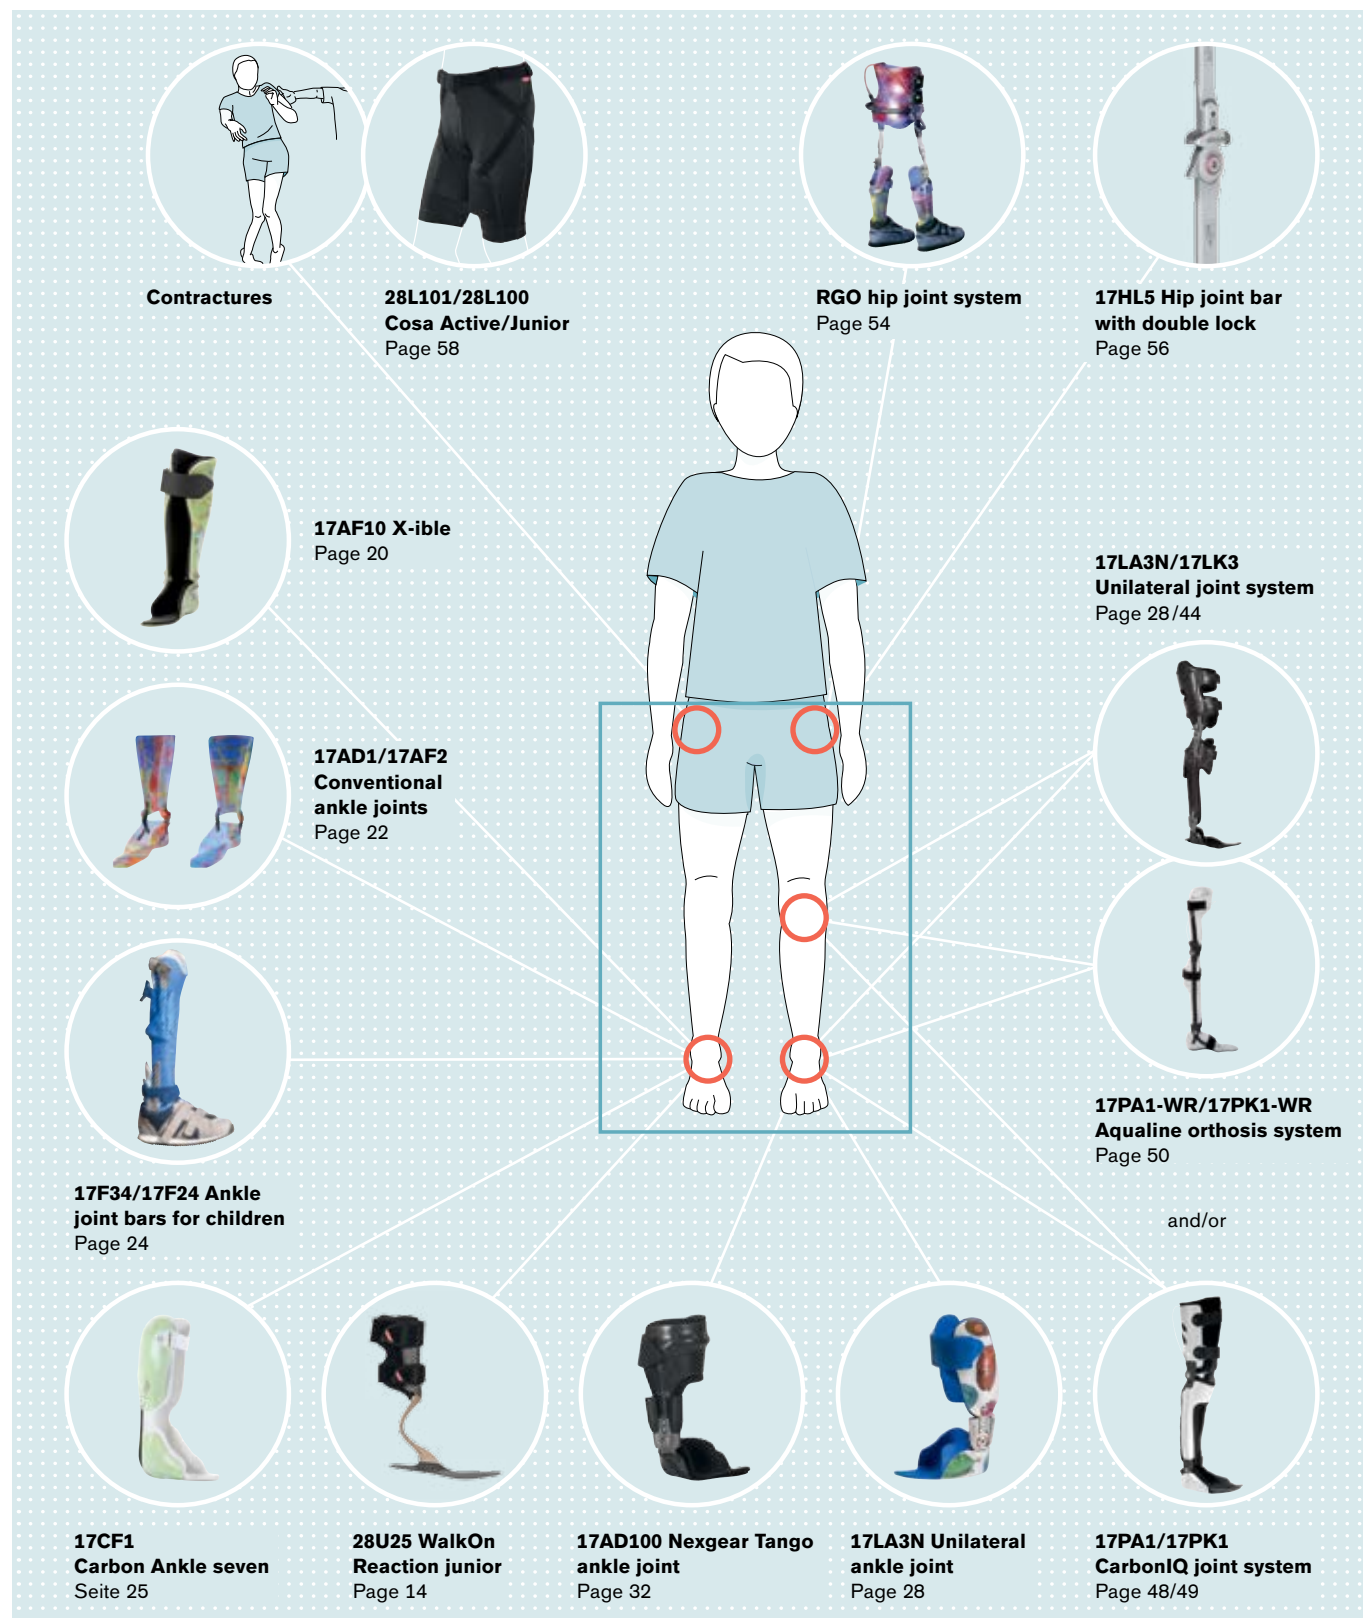 Contractures
28L101/28L100
Cosa Active/Junior
Page 58
RGO hip joint system
Page 54
17HL5 Hip joint bar
with double lock
Page 56
17AF10 X-ible
Page 20
17LA3N/17LK3
Unilateral joint system
Page 28/44
17AD1/17AF2
Conventional
ankle joints
Page 22
17PA1-WR/17PK1-WR
Aqualine orthosis system
Page 50
17F34/17F24 Ankle
joint bars for children
Page 24
and/or
17CF1
Carbon Ankle seven
Seite 25
28U25 WalkOn
Reaction junior
Page 14
17AD100 Nexgear Tango
ankle joint
Page 32
17LA3N Unilateral
ankle joint
Page 28
17PA1/17PK1
CarbonIQ joint system
Page 48/49